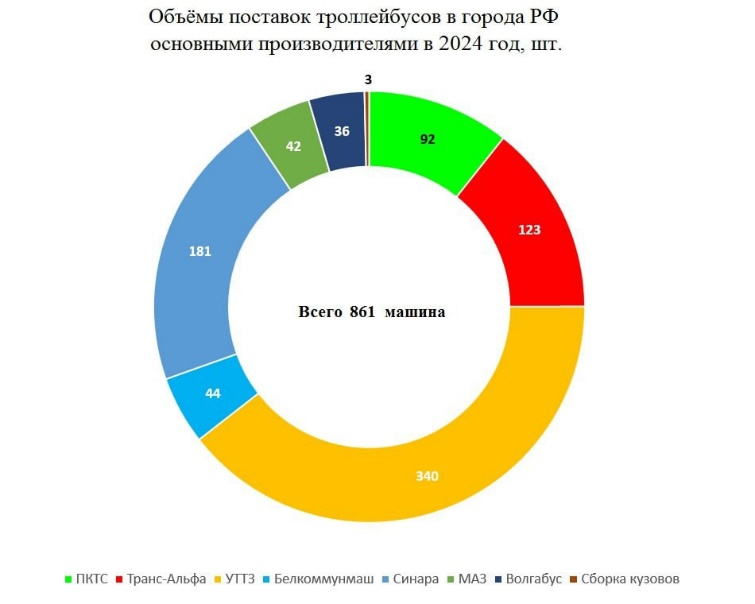 Объёмы поставок троллейбусов в города РФ
основными производителями в 2024 год, шт.
3
92
36
42
123
181
Всего 861 машина
44
340
ПКТС Транс-Альфа УТТЗ Белкоммунмаш Синара МАЗ Волгабус Сборка кузовов